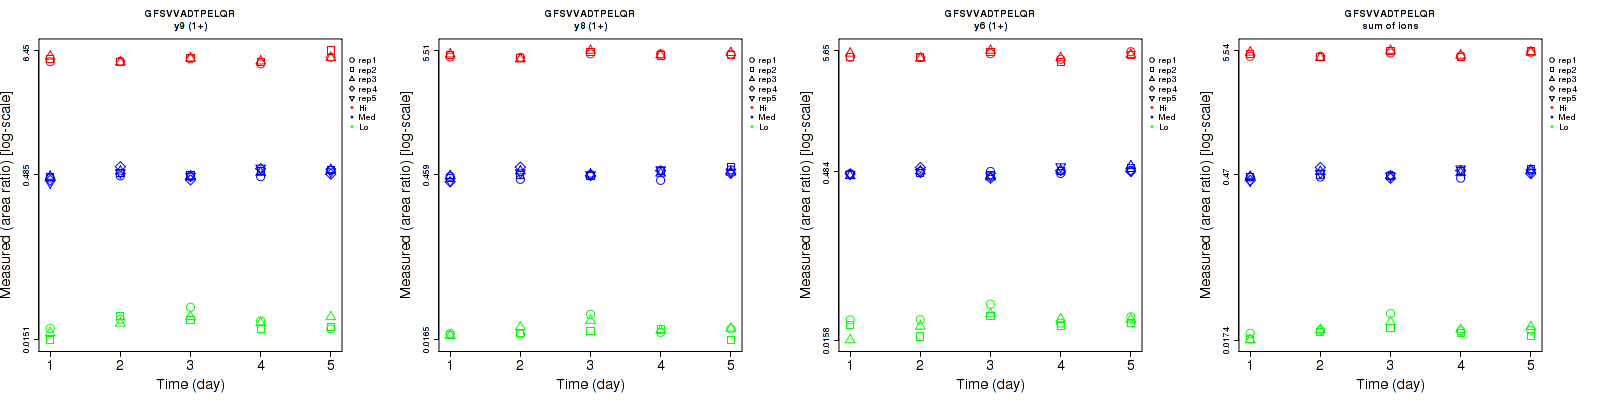 GFSVVADTPELQR
y9 (1+)
Measured (area ratio) [log-scale]
6.45
0.485
0.0151
1 2 3 4 5
Time (day)
rep1
rep2
rep3
rep4
rep5
Hi
Med
Lo
GFSVVADTPELQR
y8 (1+)
Measured (area ratio) [log-scale]
5.51
0.459
0.0165
1 2 3 4 5
Time (day)
rep1
rep2
rep3
rep4
rep5
Hi
Med
Lo
GFSVVADTPELQR
y6 (1+)
Measured (area ratio) [log-scale]
5.65
0.484
0.0158
1 2 3 4 5
Time (day)
rep1
rep2
rep3
rep4
rep5
Hi
Med
Lo
GFSVVADTPELQR
sum of ions
Measured (area ratio) [log-scale]
5.54
0.47
0.0174
1 2 3 4 5
Time (day)
rep1
rep2
rep3
rep4
rep5
Hi
Med
Lo